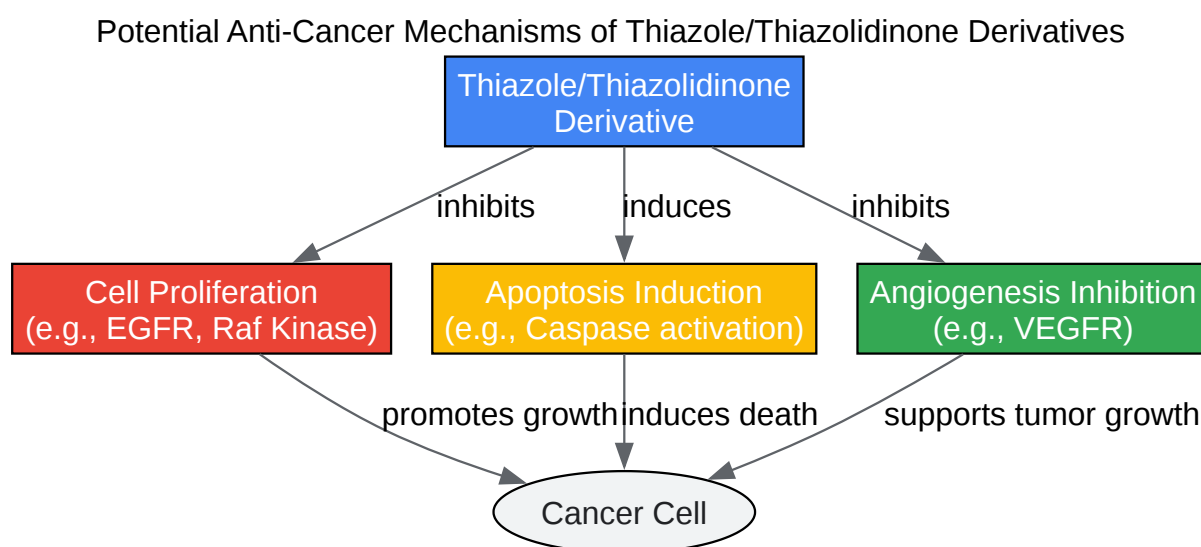 Potential Anti-Cancer Mechanisms of Thiazole/Thiazolidinone Derivatives
Thiazole/Thiazolidinone
Derivative
inhibits
induces
inhibits
Cell Proliferation
(e.g., EGFR, Raf Kinase)
Apoptosis Induction
(e.g., Caspase activation)
Angiogenesis Inhibition
(e.g., VEGFR)
promotes growth
induces death
supports tumor growth
Cancer Cell